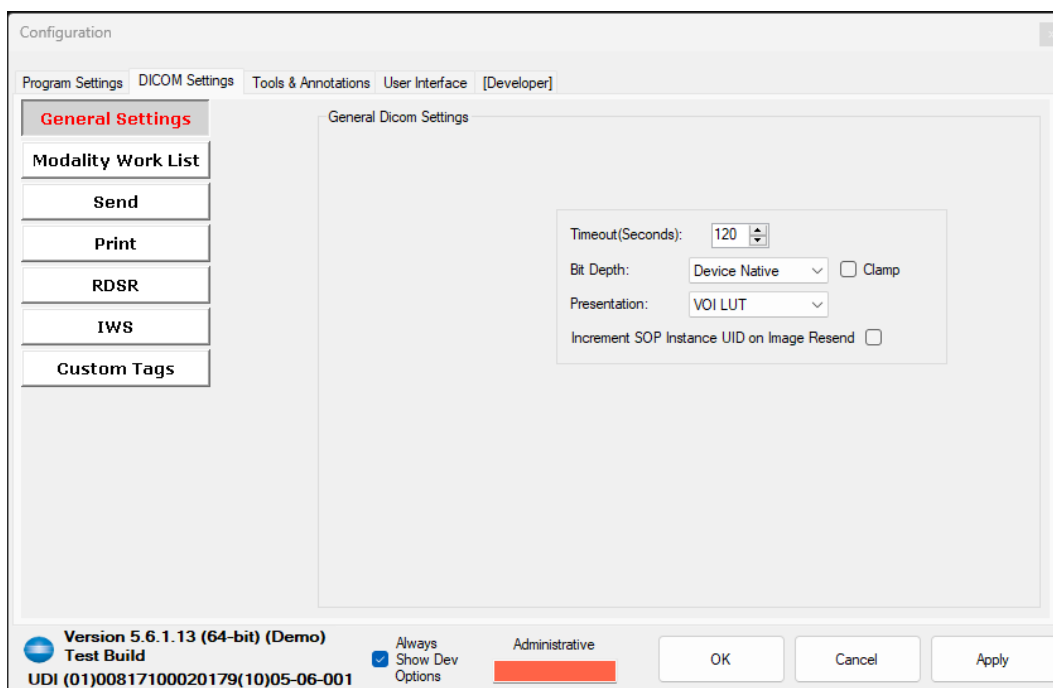 Configuration
Program Settings DICOM Settings Tools & Annotations User Interface [Developer]
General Settings
Modality Work List
Send
Print
RDSR
IWS
Custom Tags
General Dicom Settings
Timeout(Seconds): 120
Bit Depth: Device Native Clamp
Presentation: VOI LUT
Increment SOP Instance UID on Image Resend
Version 5.6.1.13 (64-bit) (Demo)
Test Build
UDI (01)00817100020179(10)05-06-001
Always
Show Dev
Options
Administrative
OK Cancel Apply